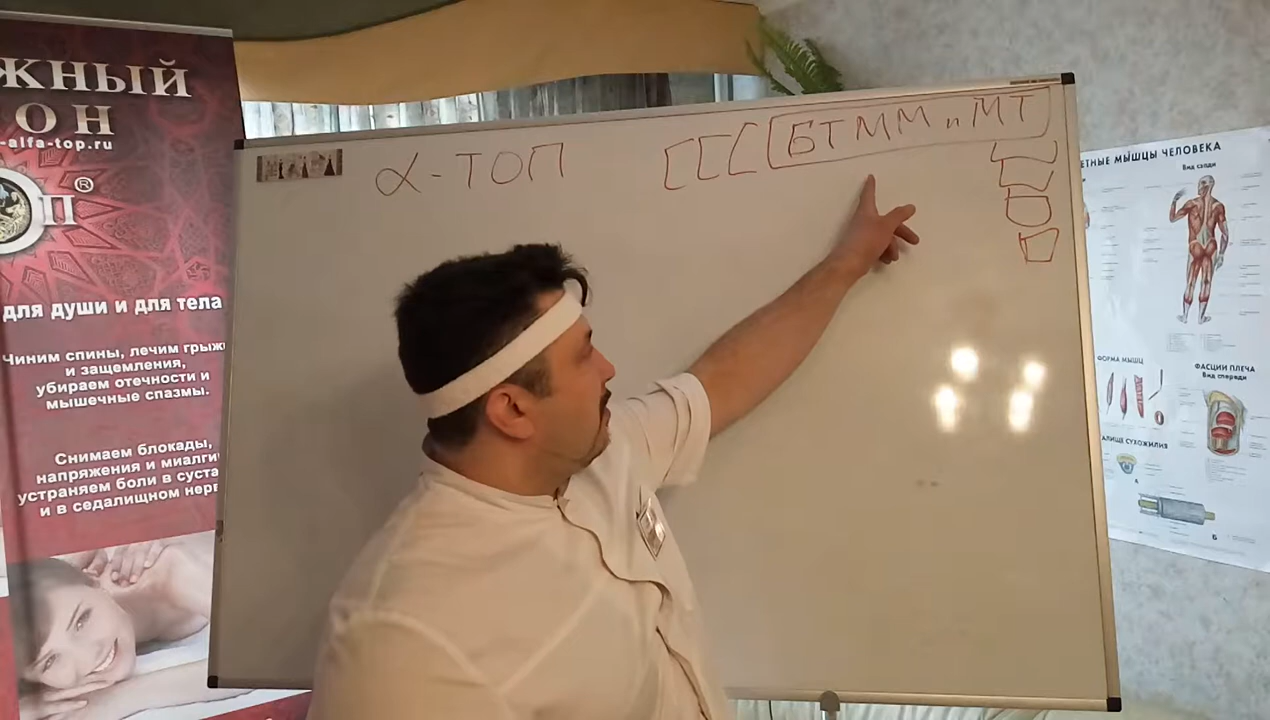 ЖНЫЙ
ОН
-alfa-top.ru
ОП®
для души и для тела
Чиним спины, лечим грыж
и защемления,
убираем отечности и
мышечные спазмы.
Снимаем блокады,
напряжения и миалги
устраняем боли в суста
и в седалищном нерв
α-ТОП
БТММ и МТ
ЕТНЫЕ МЫШЦЫ ЧЕЛОВЕКА
Вид сзади
ФОРМА МЫШЦ
ФАСЦИИ ПЛЕЧА
Вид спереди
АЛИЩЕ СУХОЖИЛИЯ
А
Б